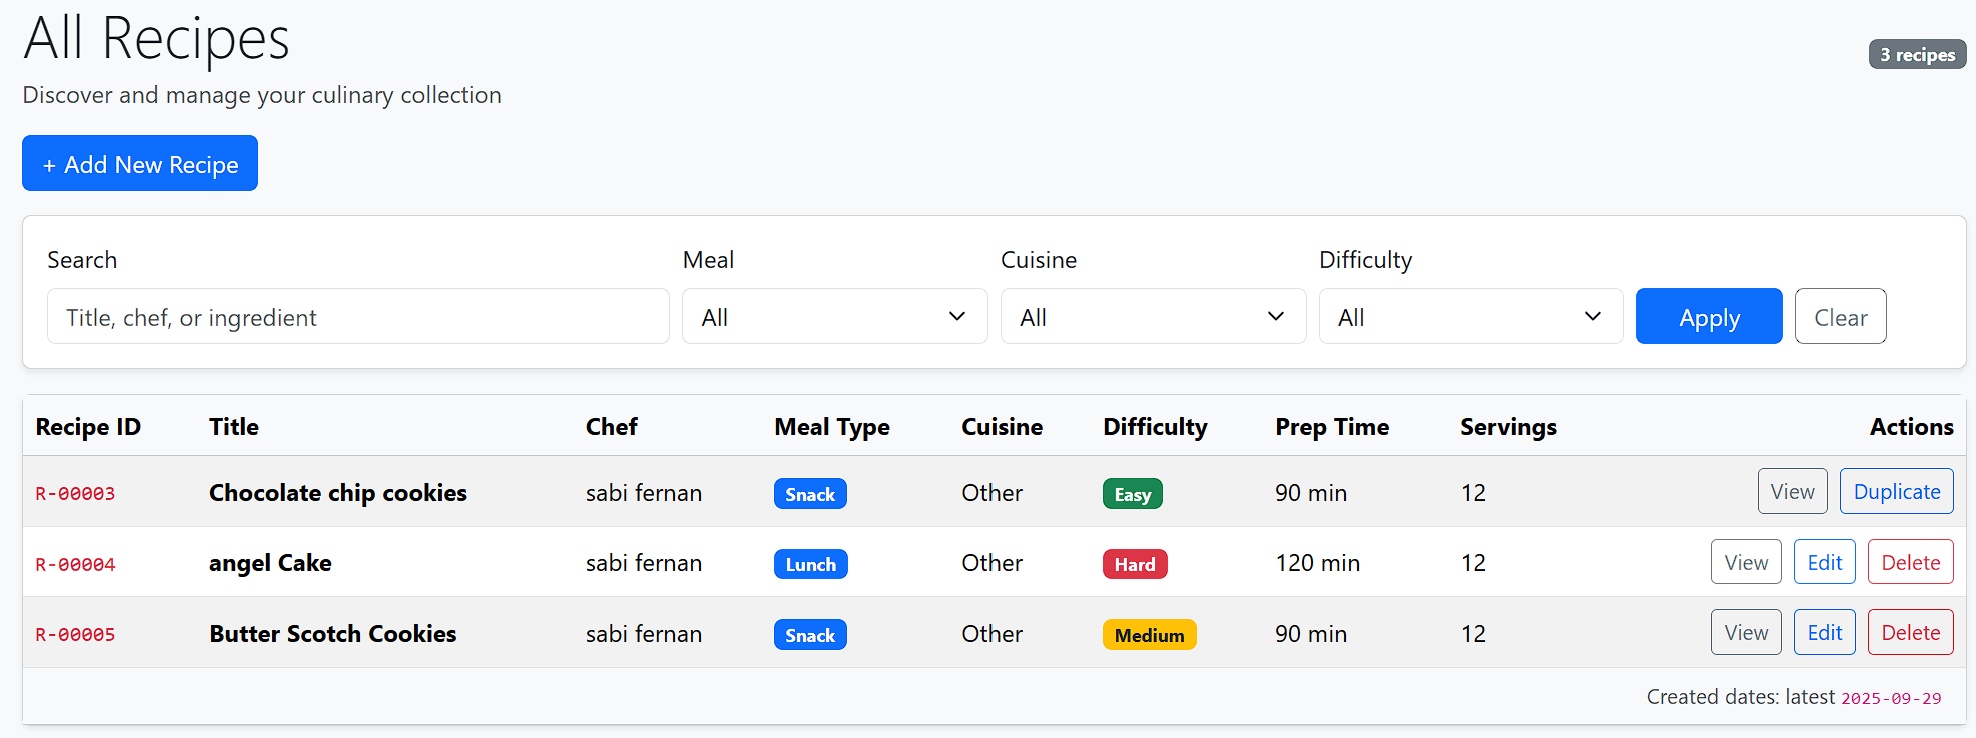 All Recipes
3 recipes
Discover and manage your culinary collection
+ Add New Recipe
Search Meal Cuisine Difficulty
Title, chef, or ingredient All All All Apply Clear
Recipe ID Title Chef Meal Type Cuisine Difficulty Prep Time Servings Actions
R-00003 Chocolate chip cookies sabi fernan Snack Other Easy 90 min 12 View Duplicate
R-00004 angel Cake sabi fernan Lunch Other Hard 120 min 12 View Edit Delete
R-00005 Butter Scotch Cookies sabi fernan Snack Other Medium 90 min 12 View Edit Delete
Created dates: latest 2025-09-29